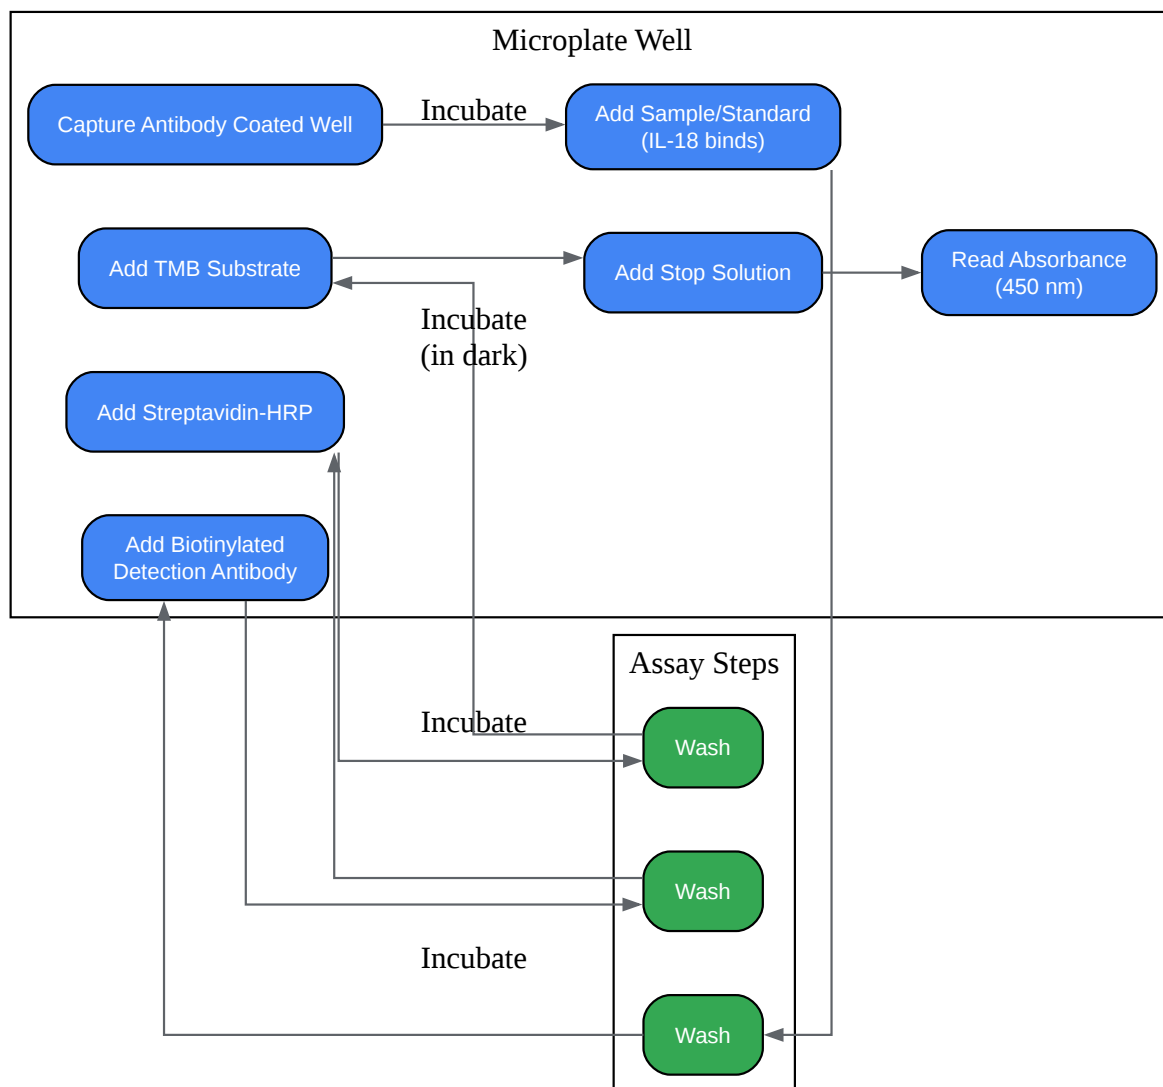 Microplate Well
Capture Antibody Coated Well
Incubate
Add Sample/Standard
(IL-18 binds)
Add TMB Substrate
Add Stop Solution
Read Absorbance
(450 nm)
Incubate
(in dark)
Add Streptavidin-HRP
Add Biotinylated
Detection Antibody
Assay Steps
Incubate
Wash
Wash
Incubate
Wash